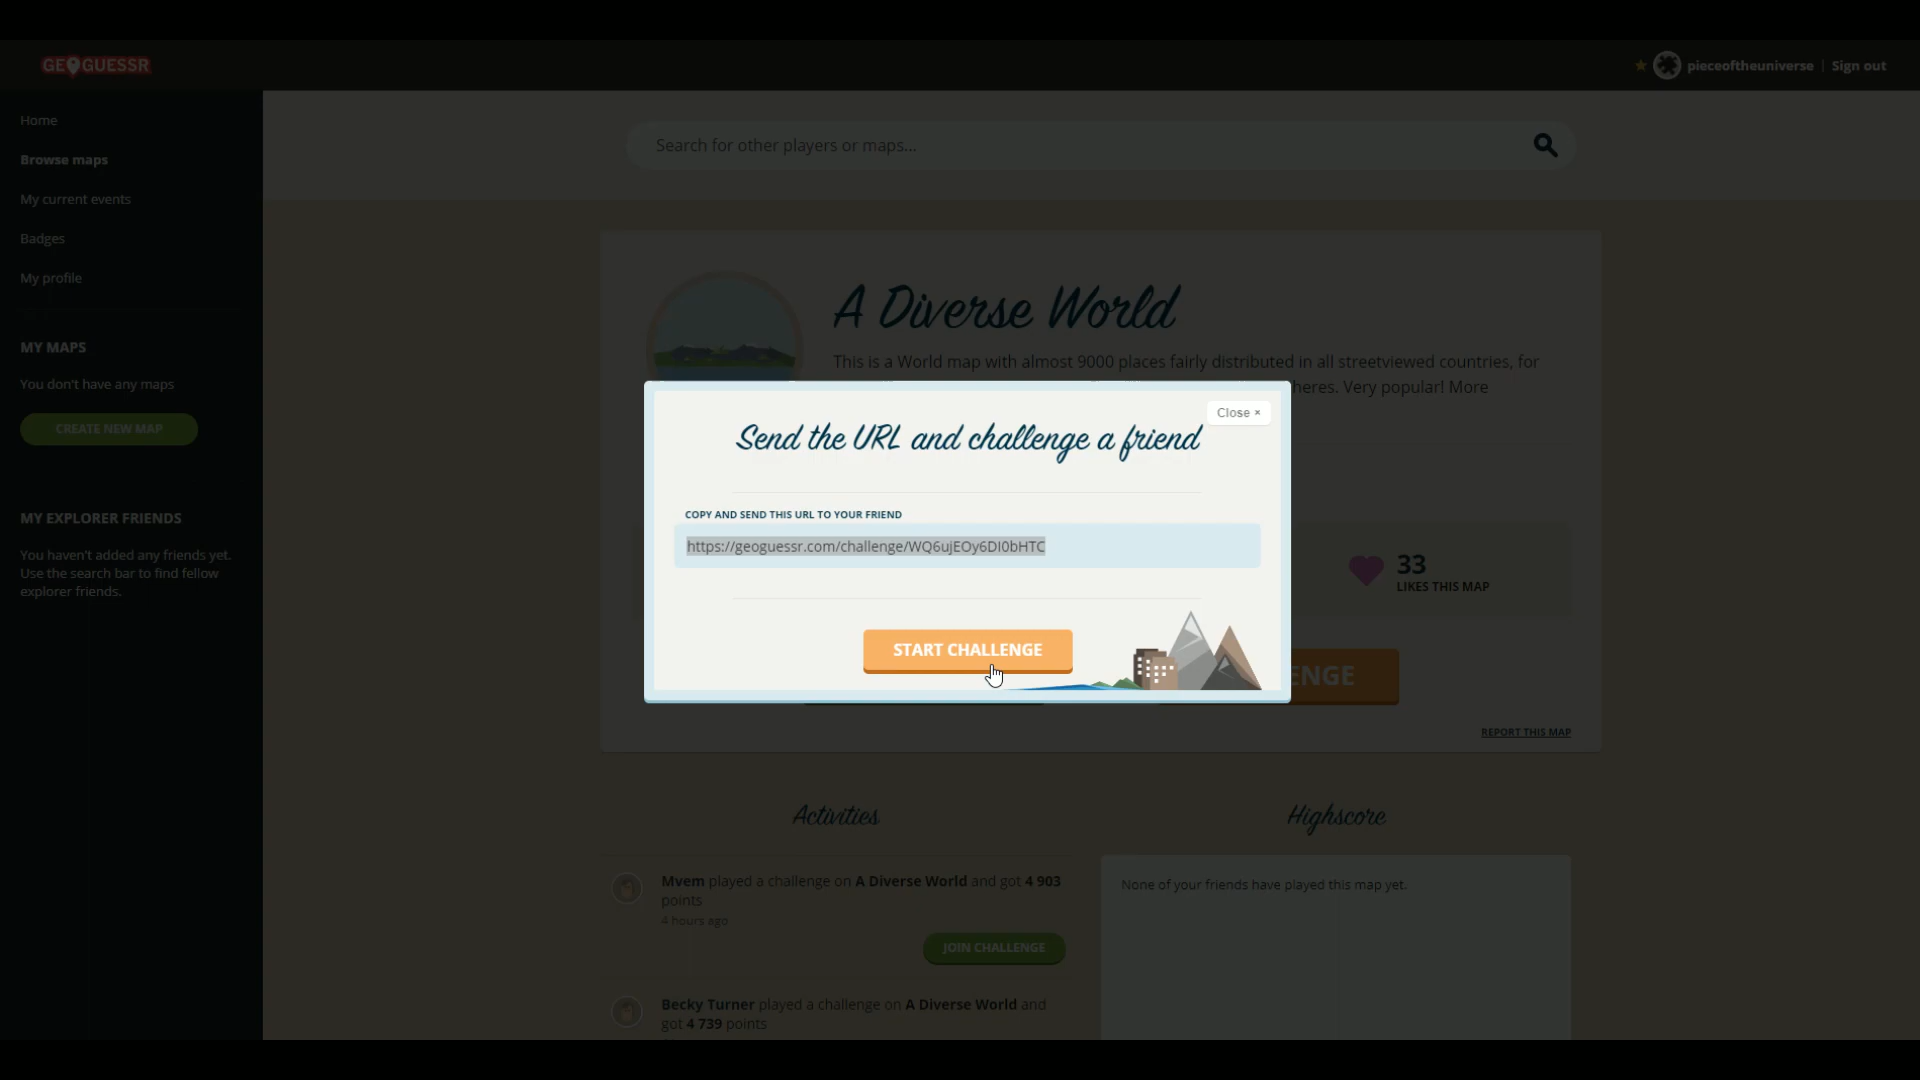 GEOGUESSR
pieceoftheuniverse | Sign out
Home
Browse maps
My current events
Badges
My profile
MY MAPS
You don't have any maps
CREATE NEW MAP
MY EXPLORER FRIENDS
You haven't added any friends yet.
Use the search bar to find fellow
explorer friends.
Search for other players or maps...
A Diverse World
This is a World map with almost 9000 places fairly distributed in all streetviewed countries, for
heres. Very popular! More
Close ×
Send the URL and challenge a friend
COPY AND SEND THIS URL TO YOUR FRIEND
https://geoguessr.com/challenge/WQ6ujEOy6DI0bHTC
START CHALLENGE
33
LIKES THIS MAP
ENGE
REPORT THIS MAP
Activities
Mvem played a challenge on A Diverse World and got 4 903
points
4 hours ago
JOIN CHALLENGE
Becky Turner played a challenge on A Diverse World and
got 4 739 points
Highscore
None of your friends have played this map yet.